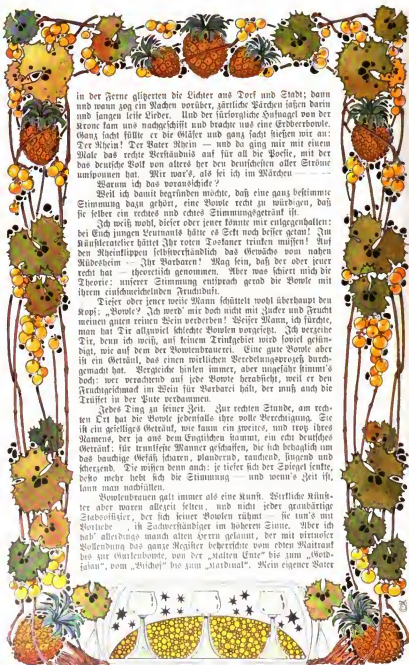 in der Ferne glitzerten die Lichter aus Dorf und Stadt; dann
und wann zog ein Nachen vorüber, zärtliche Pärchen saßen darin
und sangen leise Lieder. Und der fürsorgliche Hufnagel von der
Krone kam uns nachgeschifft und brachte uns eine Erdbeerbowle.
Ganz sacht füllte er die Gläser und ganz sacht stießen wir an:
Der Rhein! Der Vater Rhein — und da ging mir mit einem
Male das rechte Verständnis auf für all die Poesie, mit der
das deutsche Volk von alters her den deutschesten aller Ströme
umsponnen hat. Mir war's, als sei ich im Märchen
Warum ich das voranschicke?
Weil ich damit begründen möchte, daß eine ganz bestimmte
Stimmung dazu gehört, eine Bowle recht zu würdigen, daß
sie selber ein rechtes und echtes Stimmungsgetränk ist.
Ich weiß wohl, dieser oder jener könnte mir entgegenhalten:
bei Euch jungen Leutnants hätte es Sekt noch besser getan! Im
Künstleratelier hättet Ihr roten Toskaner trinken müssen! Auf
den Rheinklippen selbstverständlich das Gewächs vom nahen
Rüdesheim — Ihr Barbaren! Mag sein, daß der oder jener
recht hat — theoretisch genommen. Aber was schiert mich die
Theorie: unserer Stimmung entsprach gerad die Bowle mit
ihrem einschmeichelnden Fruchtduft.
Dieser oder jener weise Mann schüttelt wohl überhaupt den
Kopf: „Bowle? Ich werd' mir doch nicht mit Zucker und Frucht
meinen guten reinen Wein verderben! Weiser Mann, ich fürchte,
man hat Dir allzuviel schlechte Bowlen vorgesetzt. Ich verzeihe
Dir, denn ich weiß, auf keinem Trinkgebiet wird soviel gesün-
digt, wie auf dem der Bowlenbrauerei. Eine gute Bowle aber
ist ein Getränk, das einen wirklichen Veredelungsprozeß durch-
gemacht hat. Vergleiche hinken immer, aber ungefähr stimmt's
doch: wer verachtend auf jede Bowle herabsieht, weil er den
Fruchtgeschmack im Wein für Barbarei hält, der muß auch die
Trüffel in der Pute verdammen.
Jedes Ding zu seiner Zeit. Zur rechten Stunde, am rech-
ten Ort hat die Bowle jedenfalls ihre volle Berechtigung. Sie
ist ein geselliges Getränk, wie kaum ein zweites, und trotz ihres
Namens, der ja aus dem Englischen stammt, ein echt deutsches
Getränk: für trunkfeste Männer geschaffen, die sich behaglich um
das bauchige Gefäß scharen, plaudernd, rauchend, singend und
scherzend. Die wissen denn auch: je tiefer sich der Spiegel senkte,
desto mehr hebt sich die Stimmung — und wenn's Zeit ist,
kann man nachfüllen.
Bowlenbrauen galt immer als eine Kunst. Wirkliche Künst-
ler aber waren allezeit selten, und nicht jeder graubärtige
Stabsoffizier, der sich seiner Bowlen rühmt — sie tun's mit
Vorliebe , ist Sachverständiger im höheren Sinne. Aber ich
hab' allerdings manch alten Herrn gekannt, der mit virtuoser
Vollendung das ganze Register beherrschte vom edlen Maitrank
bis zur Gurkenbowle, von der „Kalten Ente" bis zum „Gold-
fasan", vom „Bischof" bis zum „Kardinal". Mein eigener Vater